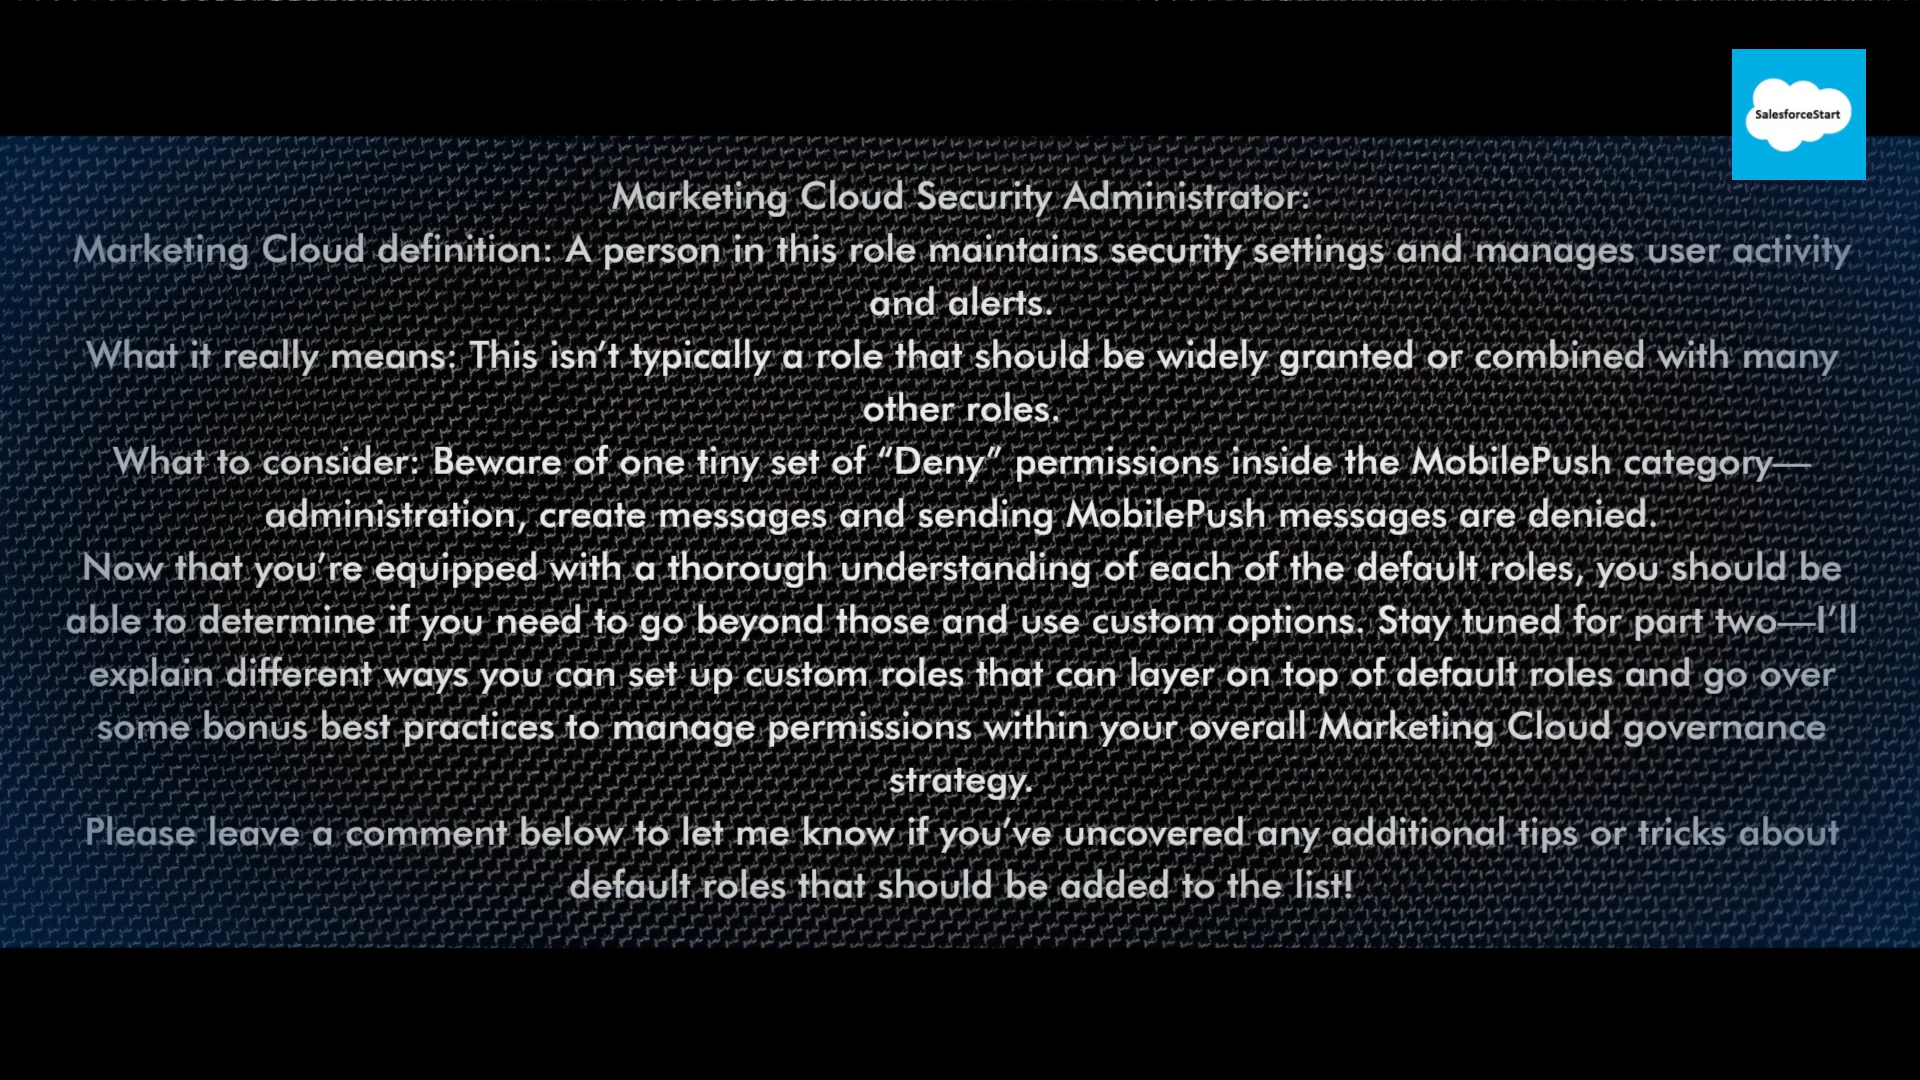 SalesforceStart
Marketing Cloud Security Administrator:
Marketing Cloud definition: A person in this role maintains security settings and manages user activity
and alerts.
What it really means: This isn’t typically a role that should be widely granted or combined with many
other roles.
What to consider: Beware of one tiny set of “Deny” permissions inside the MobilePush category—
administration, create messages and sending MobilePush messages are denied.
Now that you’re equipped with a thorough understanding of each of the default roles, you should be
able to determine if you need to go beyond those and use custom options. Stay tuned for part two—I’ll
explain different ways you can set up custom roles that can layer on top of default roles and go over
some bonus best practices to manage permissions within your overall Marketing Cloud governance
strategy.
Please leave a comment below to let me know if you’ve uncovered any additional tips or tricks about
default roles that should be added to the list!